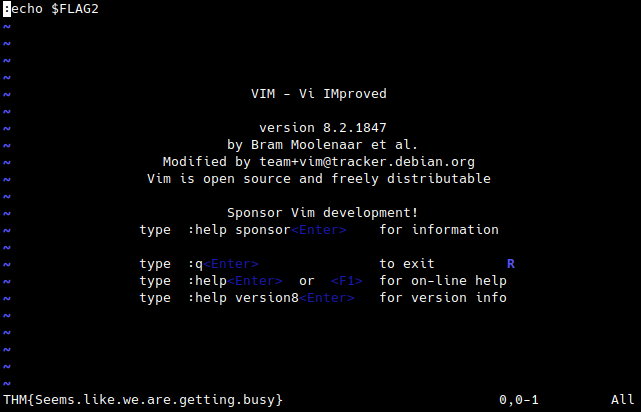 :echo $FLAG2
~
~
~
~
VIM - Vi IMproved
~
~
version 8.2.1847
~
by Bram Moolenaar et al.
~
Modified by team+vim@tracker.debian.org
~
Vim is open source and freely distributable
~
~
Sponsor Vim development!
~
type :help sponsor<Enter> for information
~
~
type :q<Enter> to exit R
~
type :help<Enter> or <F1> for on-line help
~
type :help version8<Enter> for version info
~
~
~
~
~
THM{Seems.like.we.are.getting.busy} 0,0-1 All